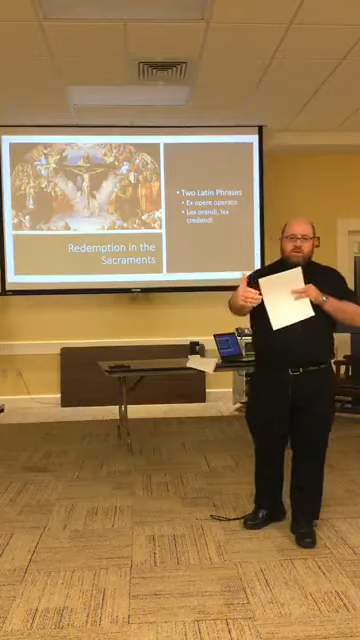 Redemption in the
Sacraments
• Two Latin Phrases
• Ex opere operato
• Lex orandi, lex
credendi